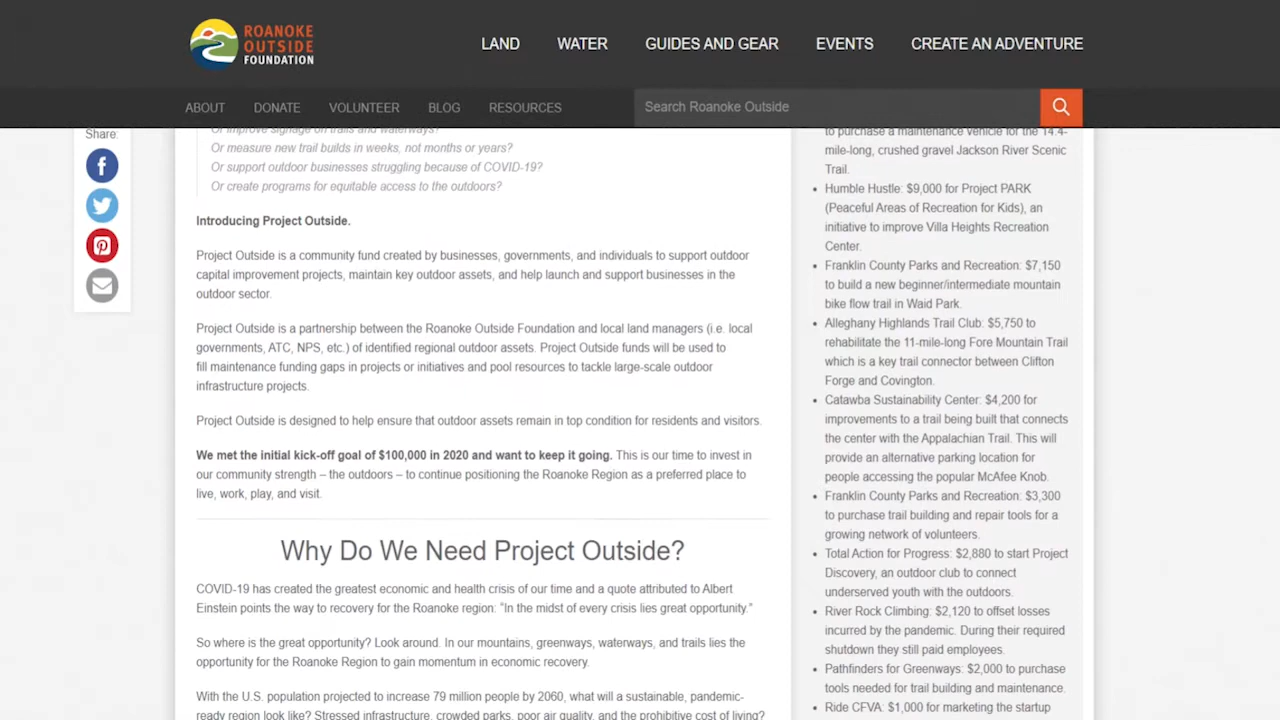 ROANOKE
OUTSIDE
FOUNDATION
LAND
WATER
GUIDES AND GEAR
EVENTS
CREATE AN ADVENTURE
ABOUT
DONATE
VOLUNTEER
BLOG
RESOURCES
Search Roanoke Outside
Share:
Or improve signage on trails and waterways?
Or measure new trail builds in weeks, not months or years?
Or support outdoor businesses struggling because of COVID-19?
Or create programs for equitable access to the outdoors?
Introducing Project Outside.
Project Outside is a community fund created by businesses, governments, and individuals to support outdoor
capital improvement projects, maintain key outdoor assets, and help launch and support businesses in the
outdoor sector.
Project Outside is a partnership between the Roanoke Outside Foundation and local land managers (i.e. local
governments, ATC, NPS, etc.) of identified regional outdoor assets. Project Outside funds will be used to
fill maintenance funding gaps in projects or initiatives and pool resources to tackle large-scale outdoor
infrastructure projects.
Project Outside is designed to help ensure that outdoor assets remain in top condition for residents and visitors.
We met the initial kick-off goal of $100,000 in 2020 and want to keep it going. This is our time to invest in
our community strength – the outdoors – to continue positioning the Roanoke Region as a preferred place to
live, work, play, and visit.
Why Do We Need Project Outside?
COVID-19 has created the greatest economic and health crisis of our time and a quote attributed to Albert
Einstein points the way to recovery for the Roanoke region: “In the midst of every crisis lies great opportunity.”
So where is the great opportunity? Look around. In our mountains, greenways, waterways, and trails lies the
opportunity for the Roanoke Region to gain momentum in economic recovery.
With the U.S. population projected to increase 79 million people by 2060, what will a sustainable, pandemic-
ready region look like? Stressed infrastructure, crowded parks, poor air quality, and the prohibitive cost of living?
to purchase a maintenance vehicle for the 14.4-
mile-long, crushed gravel Jackson River Scenic
Trail.
• Humble Hustle: $9,000 for Project PARK
(Peaceful Areas of Recreation for Kids), an
initiative to improve Villa Heights Recreation
Center.
• Franklin County Parks and Recreation: $7,150
to build a new beginner/intermediate mountain
bike flow trail in Waid Park.
• Alleghany Highlands Trail Club: $5,750 to
rehabilitate the 11-mile-long Fore Mountain Trail
which is a key trail connector between Clifton
Forge and Covington.
• Catawba Sustainability Center: $4,200 for
improvements to a trail being built that connects
the center with the Appalachian Trail. This will
provide an alternative parking location for
people accessing the popular McAfee Knob.
• Franklin County Parks and Recreation: $3,300
to purchase trail building and repair tools for a
growing network of volunteers.
• Total Action for Progress: $2,880 to start Project
Discovery, an outdoor club to connect
underserved youth with the outdoors.
• River Rock Climbing: $2,120 to offset losses
incurred by the pandemic. During their required
shutdown they still paid employees.
• Pathfinders for Greenways: $2,000 to purchase
tools needed for trail building and maintenance.
• Ride CFVA: $1,000 for marketing the startup